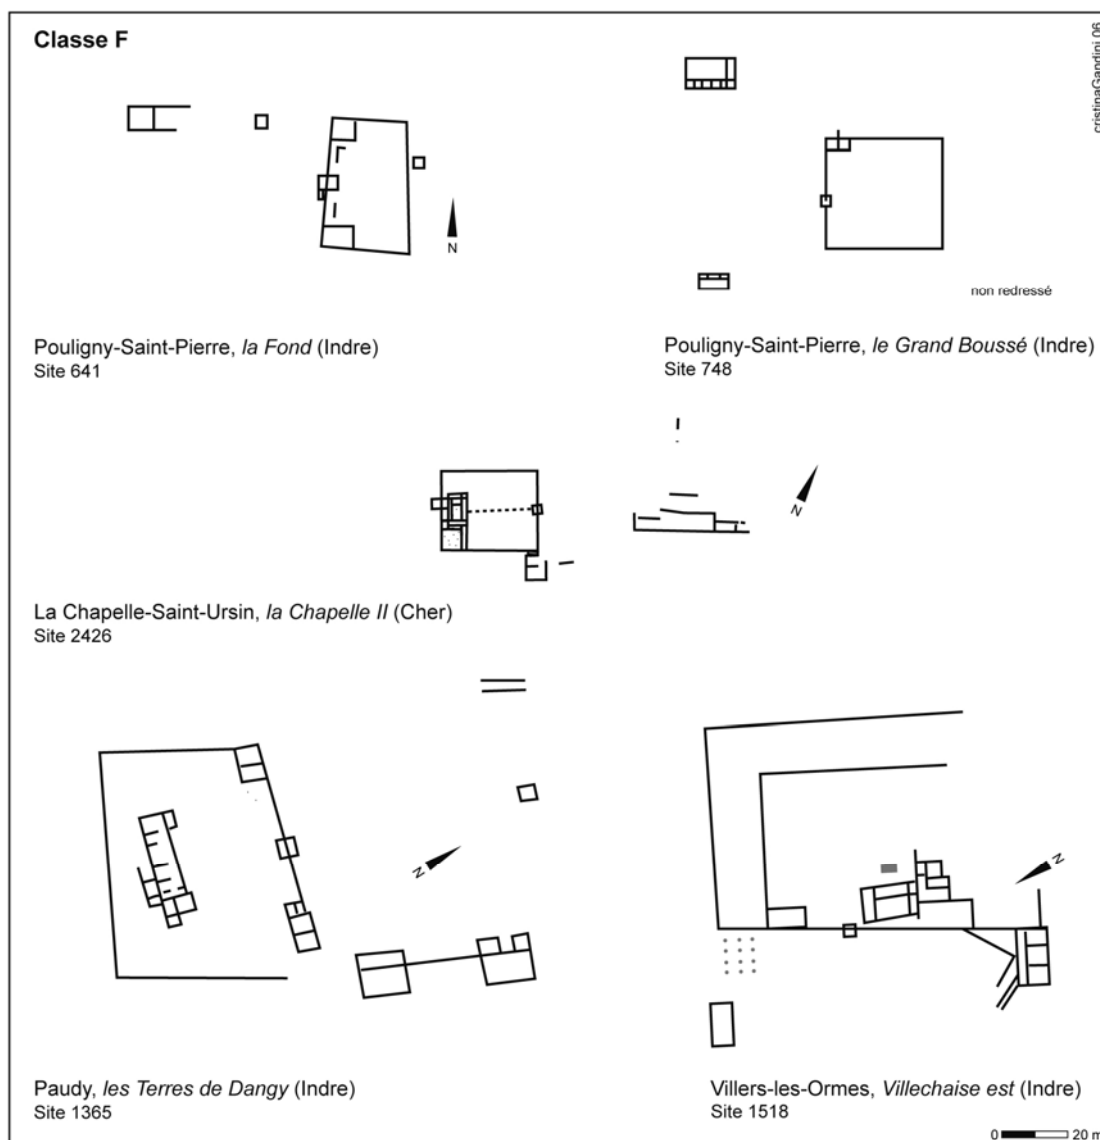 Classe F
cristinaGandini 06
N
non redressé
Pouligny-Saint-Pierre, la Fond (Indre)
Site 641
Pouligny-Saint-Pierre, le Grand Boussé (Indre)
Site 748
N
La Chapelle-Saint-Ursin, la Chapelle II (Cher)
Site 2426
N
N
Paudy, les Terres de Dangy (Indre)
Site 1365
Villers-les-Ormes, Villechaise est (Indre)
Site 1518
0 20 m